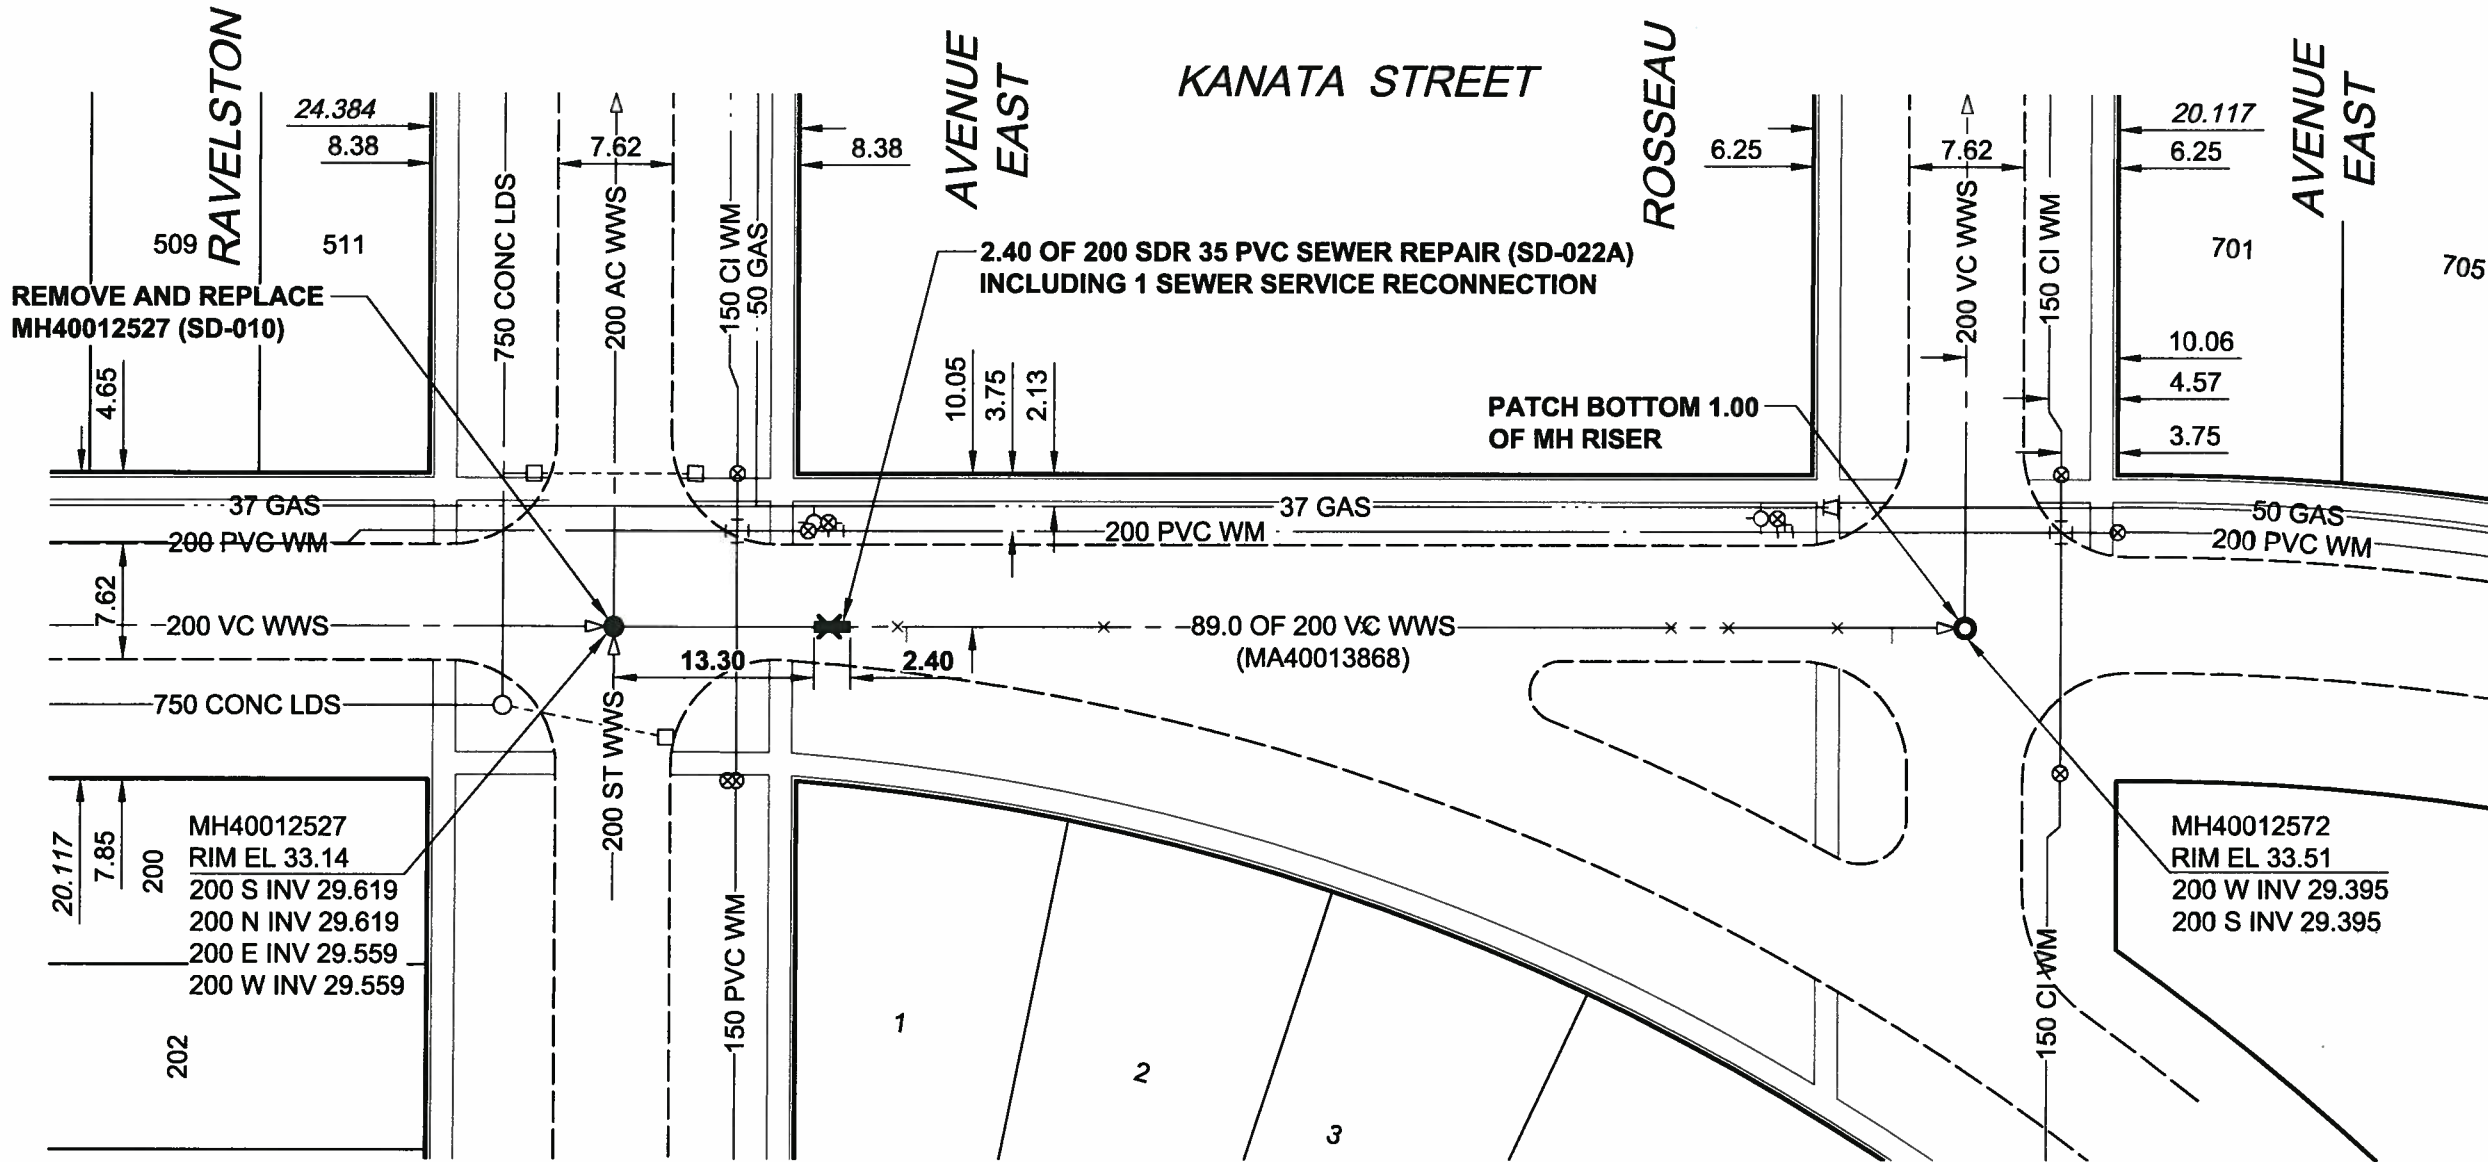 RAVELSTON
AVENUE
EAST
KANATA STREET
ROSSEAU
AVENUE
EAST
24.384
8.38
7.62
8.38
6.25
7.62
20.117
6.25
750 CONC LDS
200 AC WWS
150 CI WM
50 GAS
200 VC WWS
150 CI WM
509
511
701
705
2.40 OF 200 SDR 35 PVC SEWER REPAIR (SD-022A)
INCLUDING 1 SEWER SERVICE RECONNECTION
REMOVE AND REPLACE
MH40012527 (SD-010)
4.65
10.05
3.75
2.13
PATCH BOTTOM 1.00
OF MH RISER
10.06
4.57
3.75
37 GAS
37 GAS
50 GAS
200 PVC WM
200 PVC WM
200 PVC WM
7.62
200 VC WWS
89.0 OF 200 VC WWS
(MA40013868)
13.30
2.40
750 CONC LDS
200 ST WWS
20.117
7.85
200
MH40012527
RIM EL 33.14
200 S INV 29.619
200 N INV 29.619
200 E INV 29.559
200 W INV 29.559
MH40012572
RIM EL 33.51
200 W INV 29.395
200 S INV 29.395
150 PVC WM
150 CI WM
202
1
2
3